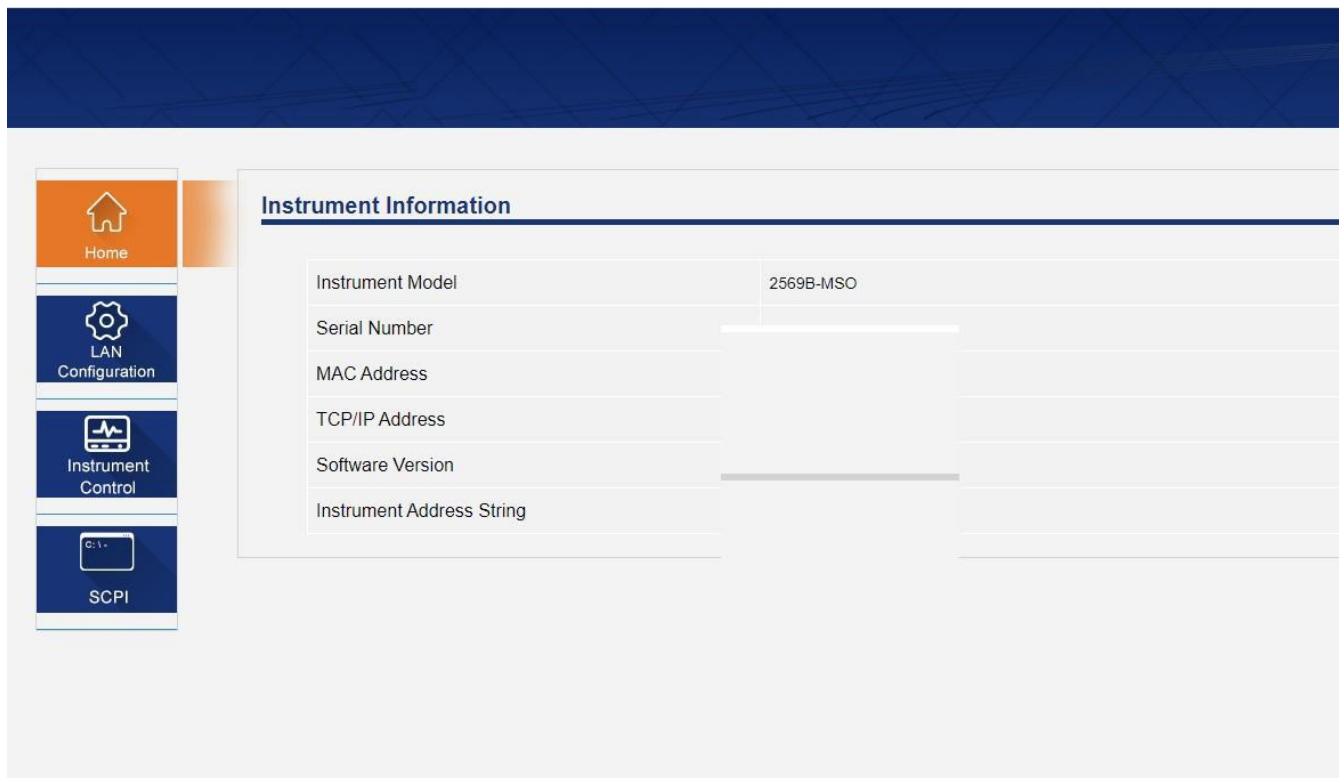 Home
LAN
Configuration
Instrument
Control
C:\-
SCPI
Instrument Information
Instrument Model 2569B-MSO
Serial Number
MAC Address
TCP/IP Address
Software Version
Instrument Address String